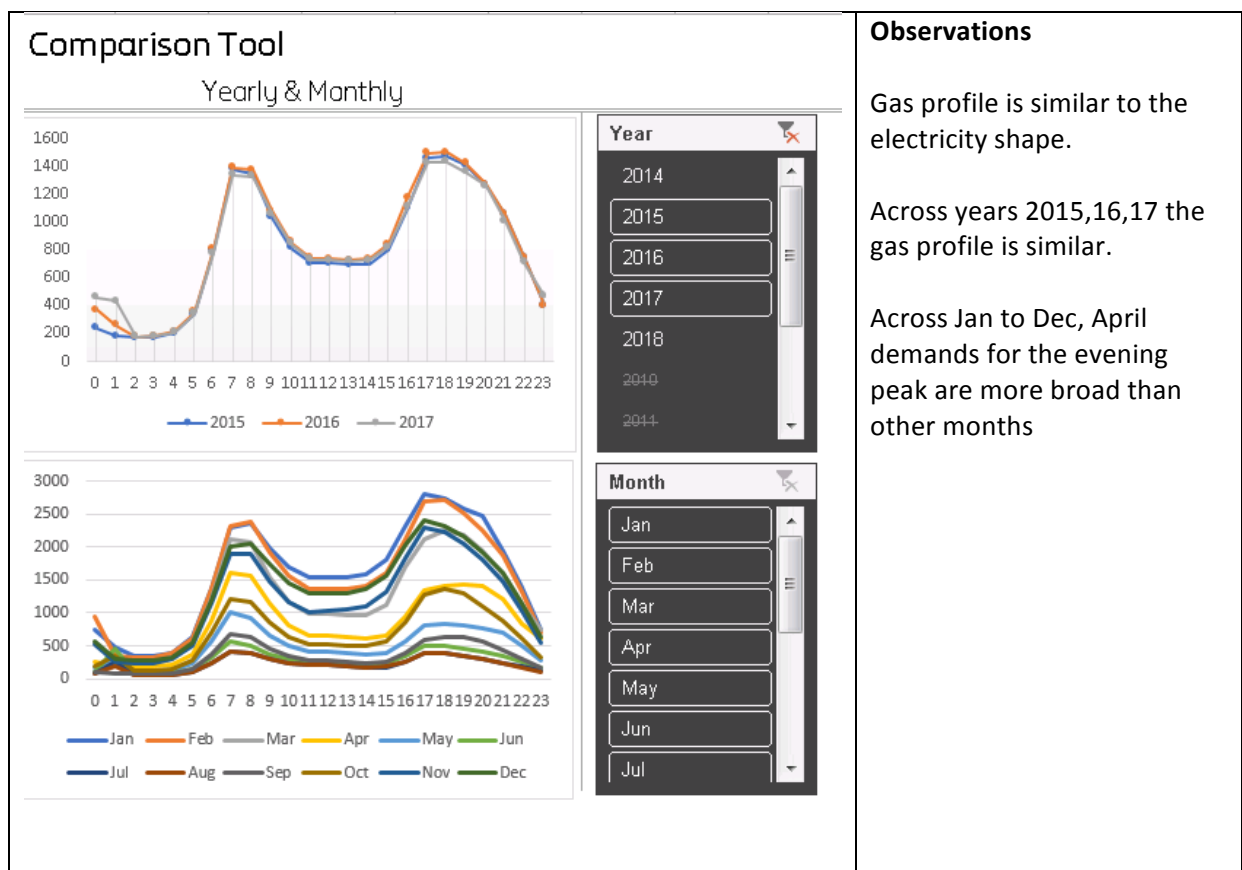 Comparison Tool
Yearly & Monthly
1600
1400
1200
1000
800
600
400
200
0
0 1 2 3 4 5 6 7 8 9 10 11 12 13 14 15 16 17 18 19 20 21 22 23
2015 2016 2017
Year
2014
2015
2016
2017
2018
2010
2011
3000
2500
2000
1500
1000
500
0
0 1 2 3 4 5 6 7 8 9 10 11 12 13 14 15 16 17 18 19 20 21 22 23
Jan Feb Mar Apr May Jun
Jul Aug Sep Oct Nov Dec
Month
Jan
Feb
Mar
Apr
May
Jun
Jul
Observations
Gas profile is similar to the
electricity shape.
Across years 2015,16,17 the
gas profile is similar.
Across Jan to Dec, April
demands for the evening
peak are more broad than
other months